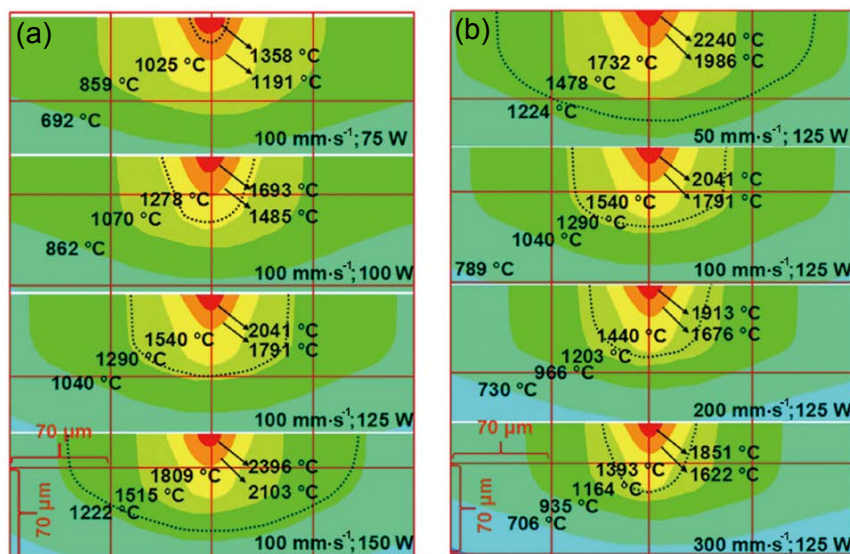 (a)
1358 °C
1025 °C
1191 °C
859 °C
692 °C
100 mm·s⁻¹; 75 W
1693 °C
1278 °C
1485 °C
1070 °C
862 °C
100 mm·s⁻¹; 100 W
2041 °C
1540 °C
1791 °C
1290 °C
1040 °C
100 mm·s⁻¹; 125 W
70 μm
2396 °C
1809 °C
2103 °C
1515 °C
70 μm
1222 °C
100 mm·s⁻¹; 150 W
(b)
2240 °C
1732 °C
1986 °C
1478 °C
1224 °C
50 mm·s⁻¹; 125 W
2041 °C
1540 °C
1791 °C
1290 °C
1040 °C
789 °C
100 mm·s⁻¹; 125 W
1913 °C
1440 °C
1676 °C
1203 °C
966 °C
730 °C
200 mm·s⁻¹; 125 W
70 μm
1851 °C
1393 °C
1622 °C
1164 °C
70 μm
935 °C
706 °C
300 mm·s⁻¹; 125 W